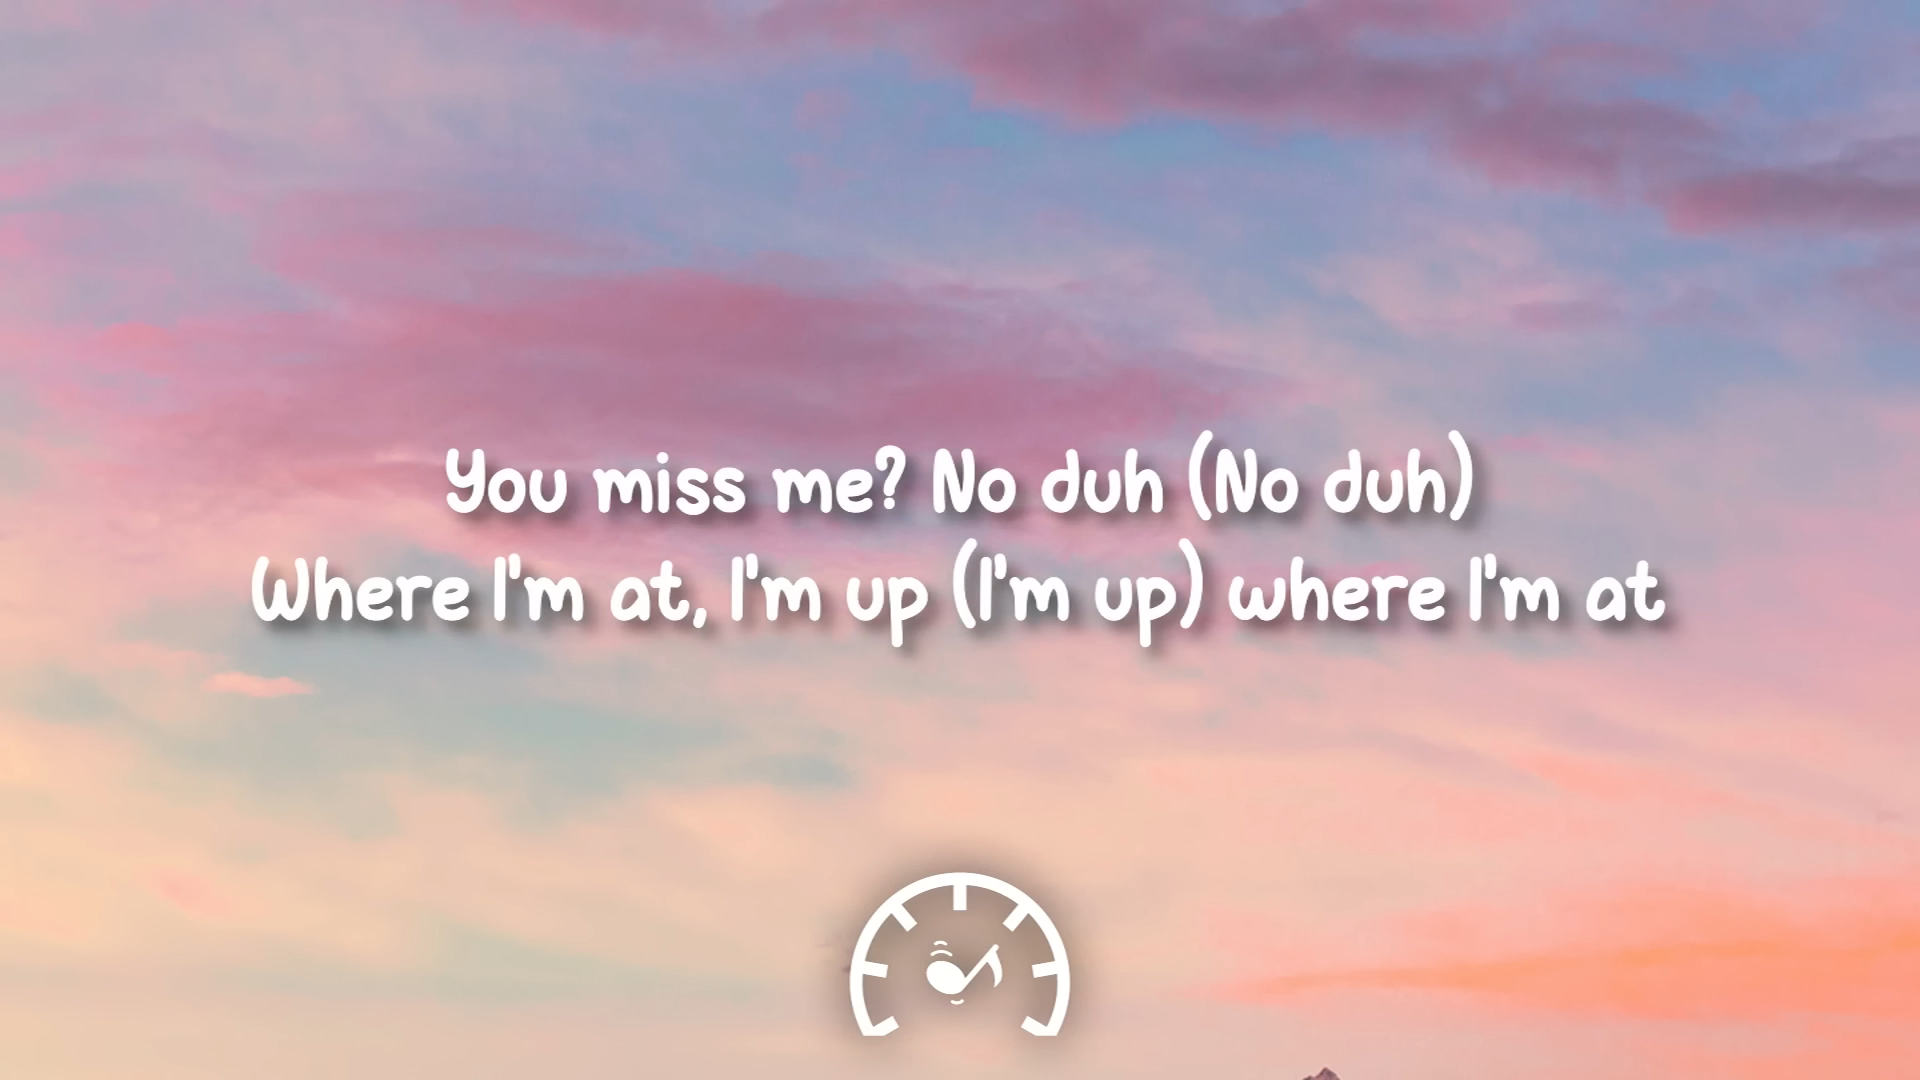 You miss me? No duh (No duh)
Where I'm at, I'm up (I'm up) where I'm at